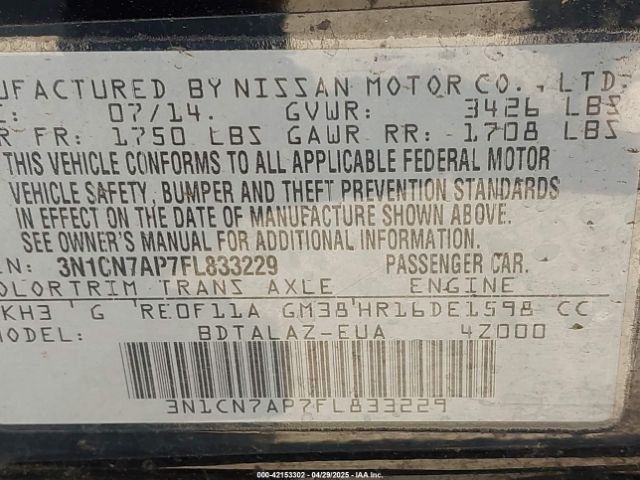 UFACTURED BY NISSAN MOTOR CO., LTD.
: 07/14. GVWR: 3426 LBS
R FR: 1750 LBS GAWR RR: 1708 LBS
THIS VEHICLE CONFORMS TO ALL APPLICABLE FEDERAL MOTOR
VEHICLE SAFETY, BUMPER AND THEFT PREVENTION STANDARDS
IN EFFECT ON THE DATE OF MANUFACTURE SHOWN ABOVE.
SEE OWNER'S MANUAL FOR ADDITIONAL INFORMATION.
N: 3N1CN7AP7FL833229 PASSENGER CAR.
OLORTRIM TRANS AXLE ENGINE
KH3 G RE0F11A GM38 HR16DE1598 CC
MODEL: BDTALAZ-EUA 4Z000
3N1CN7AP7FL833229
000-42153302 04/29/2025 IAAI.COM